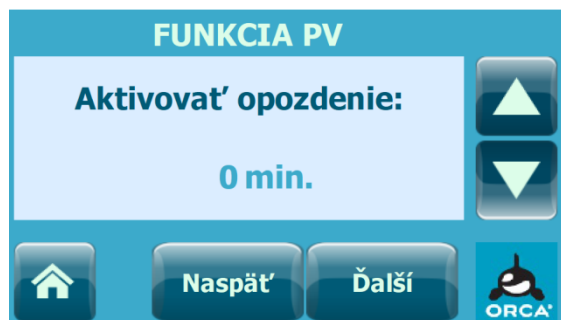 FUNKCIA PV
Aktivovať opozdenie:
0 min.
Naspäť
Ďalší
ORCA